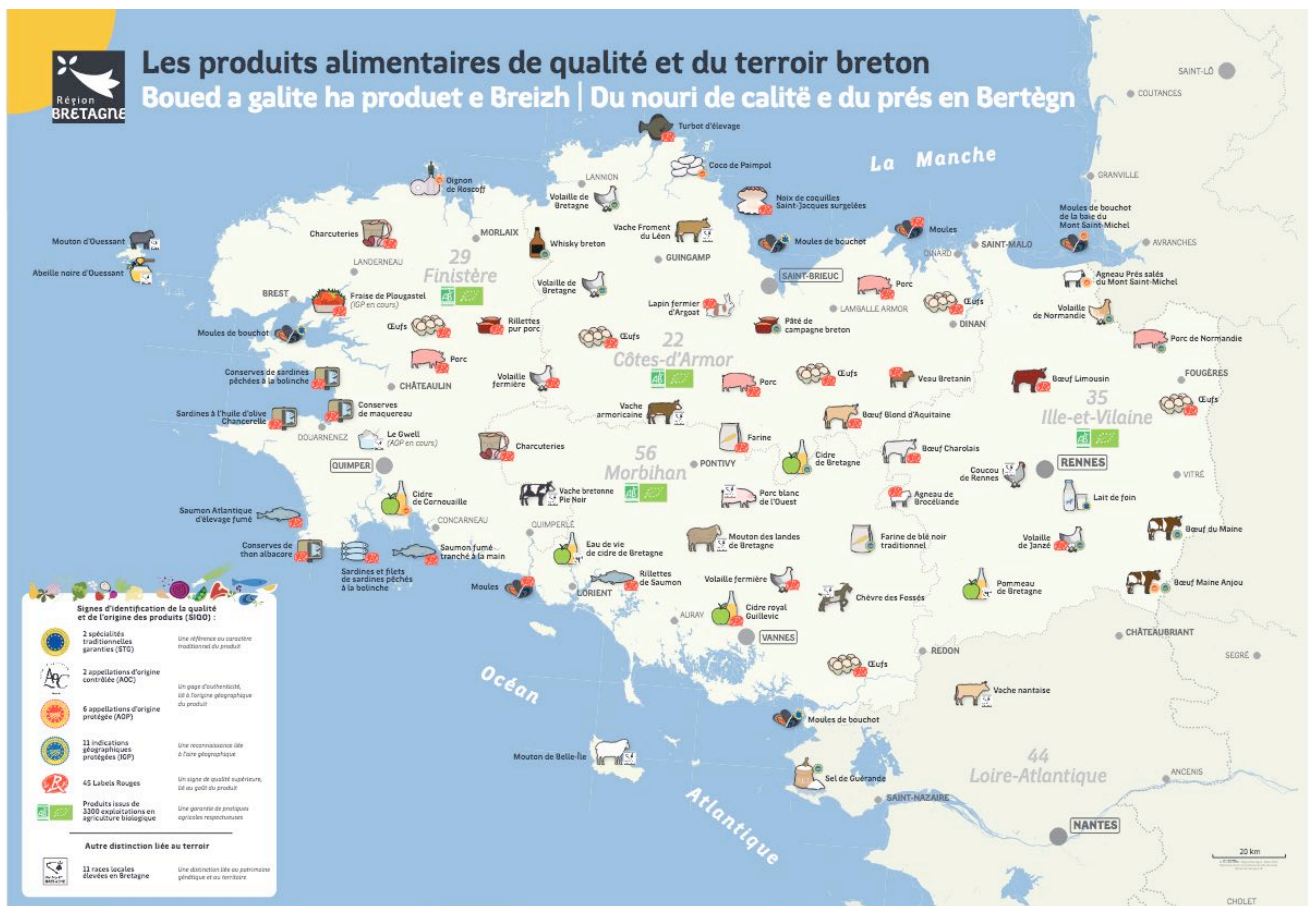 Les produits alimentaires de qualité et du terroir breton
Boued a galite ha produet e Breizh | Du nouri de calitë e du prés en Bertègn
Région
BRETAGNE
SAINT-LÔ
COUTANCES
La Manche
GRANVILLE
AVRANCHES
Turbot d'élevage
Coco de Paimpol
Oignon
de Roscoff
LANNION
Volaille de
Bretagne
Noix de coquilles
Saint-Jacques surgelées
Moules de bouchot
de la baie du
Mont Saint-Michel
Mouton d'Ouessant
Abeille noire d'Ouessant
Charcuteries
MORLAIX
LANDERNEAU
29
Finistère
Whisky breton
Vache Froment
du Léon
GUINGAMP
Moules de bouchot
Moules
SAINT-MALO
DINARD
SAINT-BRIEUC
Agneau Prés salés
du Mont Saint-Michel
BREST
Fraise de Plougastel
(IGP en cours)
Volaille de
Bretagne
Lapin fermier
d'Argoat
Porc
LAMBALLE ARMOR
Œufs
DINAN
Volaille
de Normandie
Porc de Normandie
Moules de bouchot
Œufs
Rillettes
pur porc
Œufs
Pâté de
campagne breton
22
Côtes-d'Armor
Conserves de sardines
pêchées à la bolinche
Porc
CHÂTEAULIN
Volaille
fermière
Porc
Œufs
Veau Bretanin
Bœuf Limousin
FOUGÈRES
35
Ille-et-Vilaine
Œufs
Sardines à l'huile d'olive
Chancerelle
Conserves
de maquereau
DOUARNENEZ
Vache
armoricaine
Bœuf Blond d'Aquitaine
Le Gwell
(AOP en cours)
Charcuteries
56
Morbihan
Farine
PONTIVY
Cidre
de Bretagne
Bœuf Charolais
QUIMPER
Coucou
de Rennes
RENNES
VITRÉ
Cidre
de Cornouaille
Vache bretonne
Pie Noir
Porc blanc
de l'Ouest
Agneau de
Brocéliande
Lait de foin
Saumon Atlantique
d'élevage fumé
CONCARNEAU
QUIMPERLÉ
Eau de vie
de cidre de Bretagne
Mouton des landes
de Bretagne
Farine de blé noir
traditionnel
Volaille
de Janzé
Bœuf du Maine
Conserves de
thon albacore
Sardines et filets
de sardines pêchés
à la bolinche
Saumon fumé
tranché à la main
Moules
LORIENT
Rillettes
de Saumon
Volaille fermière
Chèvre des Fossés
Pommeau
de Bretagne
Bœuf Maine Anjou
AURAY
Cidre royal
Guillevic
VANNES
REDON
CHÂTEAUBRIANT
SEGRÉ
Océan
Atlantique
Œufs
Vache nantaise
Moules de bouchot
Mouton de Belle-Île
Sel de Guérande
44
Loire-Atlantique
SAINT-NAZAIRE
ANCENIS
NANTES
20 km
CHOLET
Signes d'identification de la qualité
et de l'origine des produits (SIQO) :
2 spécialités
traditionnelles
garanties (STG)
Une référence au caractère
traditionnel du produit
2 appellations d'origine
contrôlée (AOC)
Un gage d'authenticité,
lié à l'origine géographique
du produit
6 appellations d'origine
protégée (AOP)
11 indications
géographiques
protégées (IGP)
Une reconnaissance liée
à l'aire géographique
45 Labels Rouges
Un signe de qualité supérieure,
lié au goût du produit
Produits issus de
3300 exploitations en
agriculture biologique
Une garantie de pratiques
agricoles respectueuses
Autre distinction liée au terroir
11 races locales
élevées en Bretagne
Une distinction liée au patrimoine
génétique et au territoire